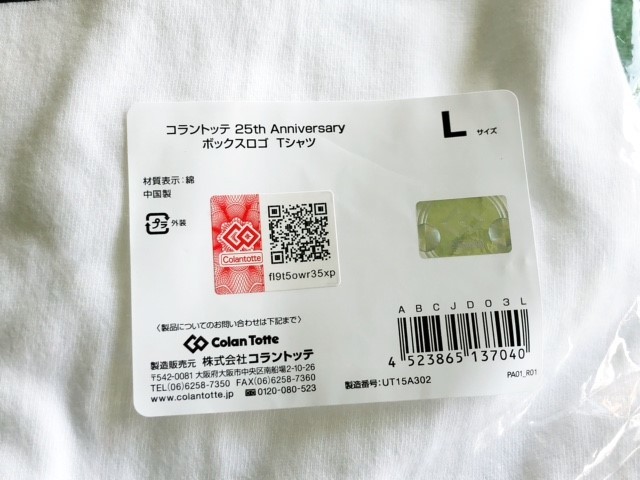 コラントッテ 25th Anniversary
ボックスロゴ Tシャツ
L サイズ
材質表示:綿
中国製
プラ 外装
Colantotte
fl9t5owr35xp
ABCJD03L
4 523865 137040
〈製品についてのお問い合わせは下記まで〉
Colan Totte
製造販売元 株式会社コラントッテ
〒542-0081 大阪府大阪市中央区南船場2-10-26
TEL(06)6258-7350 FAX(06)6258-7360
www.colantotte.jp 0120-080-523
製造番号:UT15A302
PA01_R01